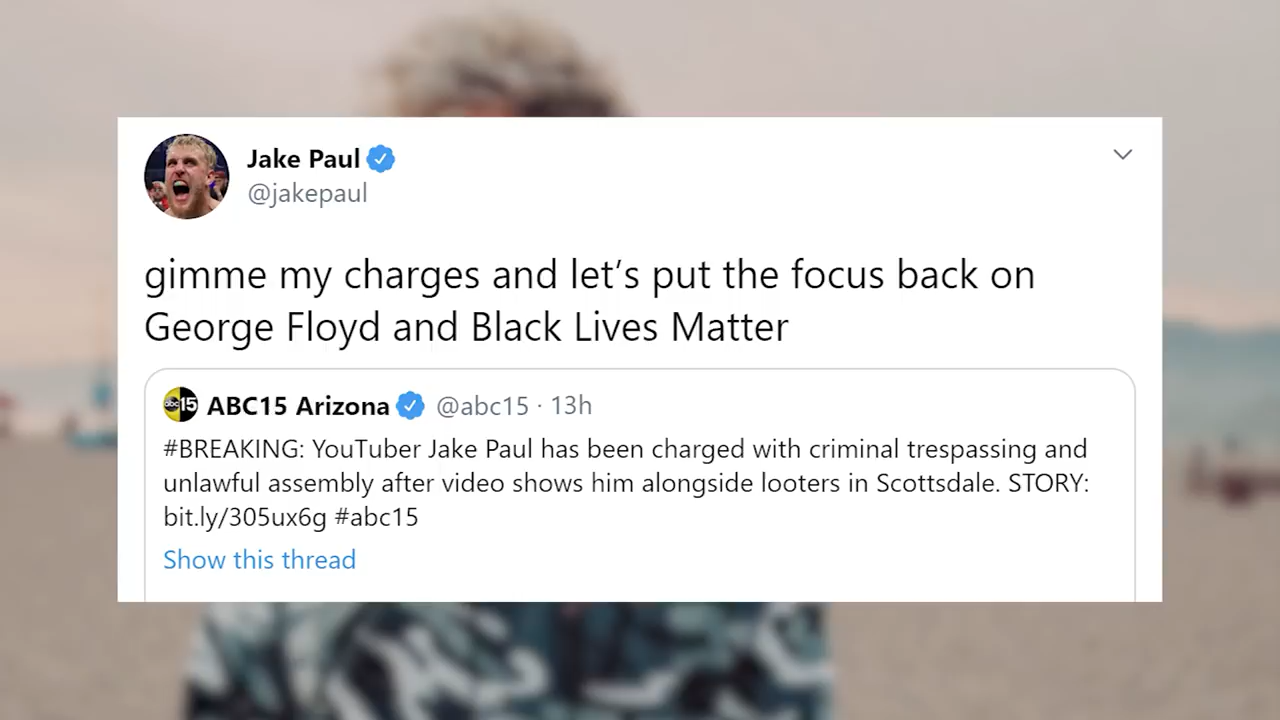 Jake Paul
@jakepaul
gimme my charges and let’s put the focus back on
George Floyd and Black Lives Matter
abc15 ABC15 Arizona @abc15 · 13h
#BREAKING: YouTuber Jake Paul has been charged with criminal trespassing and
unlawful assembly after video shows him alongside looters in Scottsdale. STORY:
bit.ly/305ux6g #abc15
Show this thread